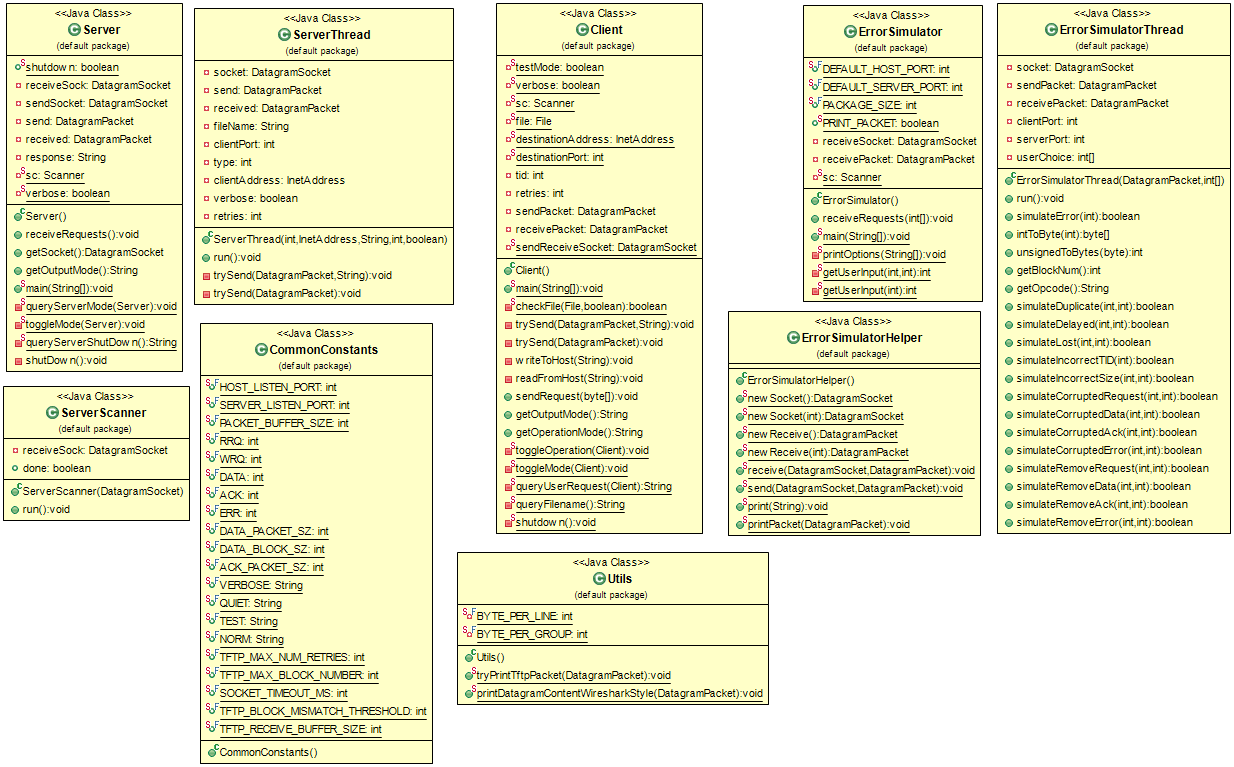 <<Java Class>>
Server
(default package)
shutdown: boolean
receiveSock: DatagramSocket
sendSocket: DatagramSocket
send: DatagramPacket
received: DatagramPacket
response: String
sc: Scanner
verbose: boolean
Server()
receiveRequests():void
getSocket():DatagramSocket
getOutputMode():String
main(String[]):void
queryServerMode(Server):void
toggleMode(Server):void
queryServerShutDown():String
shutDown():void
<<Java Class>>
ServerThread
(default package)
socket: DatagramSocket
send: DatagramPacket
received: DatagramPacket
fileName: String
clientPort: int
type: int
clientAddress: InetAddress
verbose: boolean
retries: int
ServerThread(int,InetAddress,String,int,boolean)
run():void
trySend(DatagramPacket,String):void
trySend(DatagramPacket):void
<<Java Class>>
Client
(default package)
testMode: boolean
verbose: boolean
sc: Scanner
file: File
destinationAddress: InetAddress
destinationPort: int
tid: int
retries: int
sendPacket: DatagramPacket
receivePacket: DatagramPacket
sendReceiveSocket: DatagramSocket
Client()
main(String[]):void
checkFile(File,boolean):boolean
trySend(DatagramPacket,String):void
trySend(DatagramPacket):void
writeToHost(String):void
readFromHost(String):void
sendRequest(byte[]):void
getOutputMode():String
getOperationMode():String
toggleOperation(Client):void
toggleMode(Client):void
queryUserRequest(Client):String
queryFilename():String
shutdown():void
<<Java Class>>
ErrorSimulator
(default package)
DEFAULT_HOST_PORT: int
DEFAULT_SERVER_PORT: int
PACKAGE_SIZE: int
PRINT_PACKET: boolean
receiveSocket: DatagramSocket
receivePacket: DatagramPacket
sc: Scanner
ErrorSimulator()
receiveRequests(int[]):void
main(String[]):void
printOptions(String[]):void
getUserInput(int,int):int
getUserInput(int):int
<<Java Class>>
ErrorSimulatorThread
(default package)
socket: DatagramSocket
sendPacket: DatagramPacket
receivePacket: DatagramPacket
clientPort: int
serverPort: int
userChoice: int[]
ErrorSimulatorThread(DatagramPacket,int[])
run():void
simulateError(int):boolean
intToByte(int):byte[]
unsignedToBytes(byte):int
getBlockNum():int
getOpcode():String
simulateDuplicate(int,int):boolean
simulateDelayed(int,int):boolean
simulateLost(int,int):boolean
simulateIncorrectTID(int,int):boolean
simulateIncorrectSize(int,int):boolean
simulateCorruptedRequest(int,int):boolean
simulateCorruptedData(int,int):boolean
simulateCorruptedAck(int,int):boolean
simulateCorruptedError(int,int):boolean
simulateRemoveRequest(int,int):boolean
simulateRemoveData(int,int):boolean
simulateRemoveAck(int,int):boolean
simulateRemoveError(int,int):boolean
<<Java Class>>
ServerScanner
(default package)
receiveSock: DatagramSocket
done: boolean
ServerScanner(DatagramSocket)
run():void
<<Java Class>>
CommonConstants
(default package)
HOST_LISTEN_PORT: int
SERVER_LISTEN_PORT: int
PACKET_BUFFER_SIZE: int
RRQ: int
WRQ: int
DATA: int
ACK: int
ERR: int
DATA_PACKET_SZ: int
DATA_BLOCK_SZ: int
ACK_PACKET_SZ: int
VERBOSE: String
QUIET: String
TEST: String
NORM: String
TFTP_MAX_NUM_RETRIES: int
TFTP_MAX_BLOCK_NUMBER: int
SOCKET_TIMEOUT_MS: int
TFTP_BLOCK_MISMATCH_THRESHOLD: int
TFTP_RECEIVE_BUFFER_SIZE: int
CommonConstants()
<<Java Class>>
ErrorSimulatorHelper
(default package)
ErrorSimulatorHelper()
newSocket():DatagramSocket
newSocket(int):DatagramSocket
newReceive():DatagramPacket
newReceive(int):DatagramPacket
receive(DatagramSocket,DatagramPacket):void
send(DatagramSocket,DatagramPacket):void
print(String):void
printPacket(DatagramPacket):void
<<Java Class>>
Utils
(default package)
BYTE_PER_LINE: int
BYTE_PER_GROUP: int
Utils()
tryPrintTftpPacket(DatagramPacket):void
printDatagramContentWiresharkStyle(DatagramPacket):void